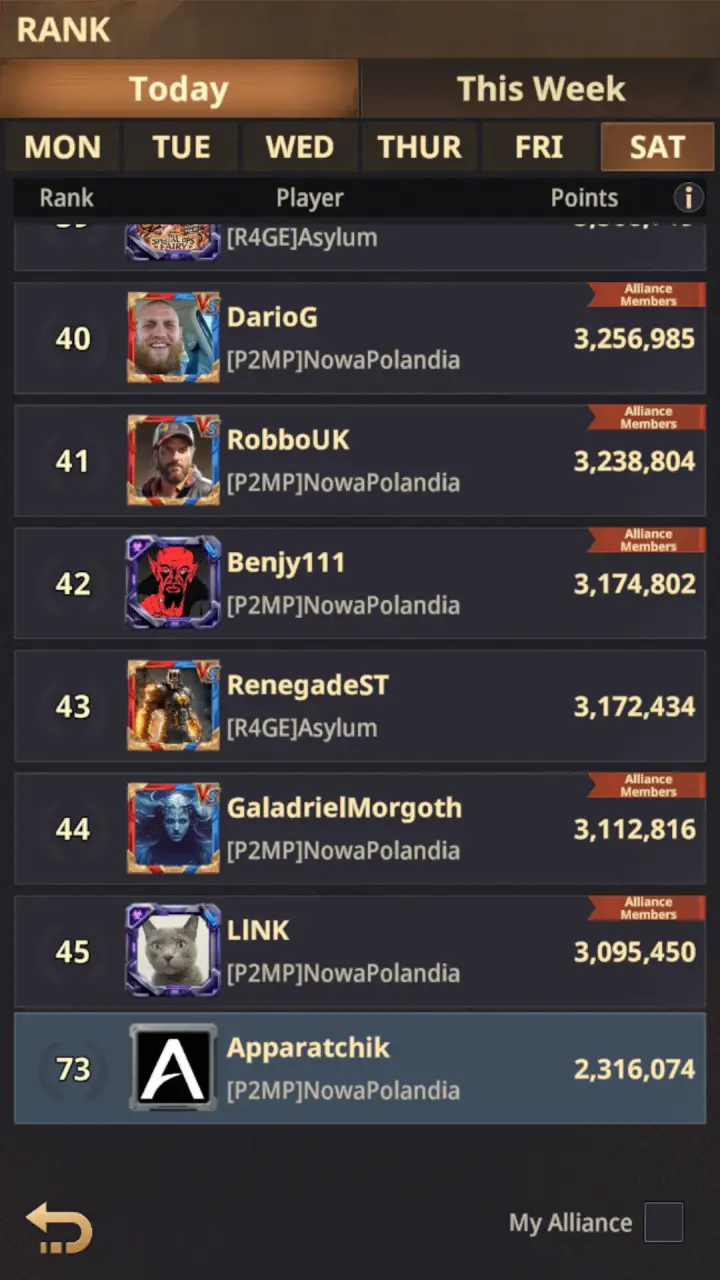 RANK
Today
This Week
MON
TUE
WED
THUR
FRI
SAT
Rank
Player
Points
[R4GE]Asylum
Alliance
Members
40
DarioG
3,256,985
[P2MP]NowaPolandia
Alliance
Members
41
RobboUK
3,238,804
[P2MP]NowaPolandia
Alliance
Members
42
Benjy111
3,174,802
[P2MP]NowaPolandia
43
RenegadeST
3,172,434
[R4GE]Asylum
Alliance
Members
44
GaladrielMorgoth
3,112,816
[P2MP]NowaPolandia
Alliance
Members
45
LlNK
3,095,450
[P2MP]NowaPolandia
73
Apparatchik
2,316,074
[P2MP]NowaPolandia
My Alliance